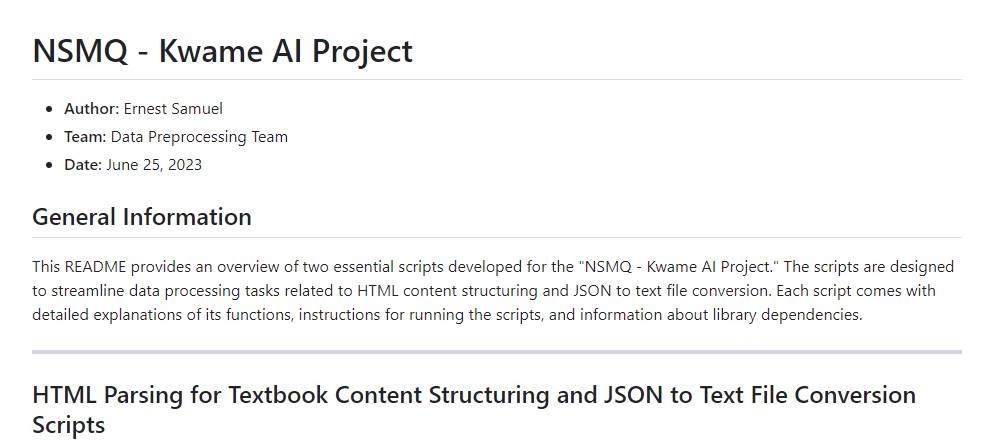 NSMQ - Kwame AI Project
Author: Ernest Samuel
Team: Data Preprocessing Team
Date: June 25, 2023
General Information
This README provides an overview of two essential scripts developed for the "NSMQ - Kwame AI Project." The scripts are designed
to streamline data processing tasks related to HTML content structuring and JSON to text file conversion. Each script comes with
detailed explanations of its functions, instructions for running the scripts, and information about library dependencies.
HTML Parsing for Textbook Content Structuring and JSON to Text File Conversion
Scripts